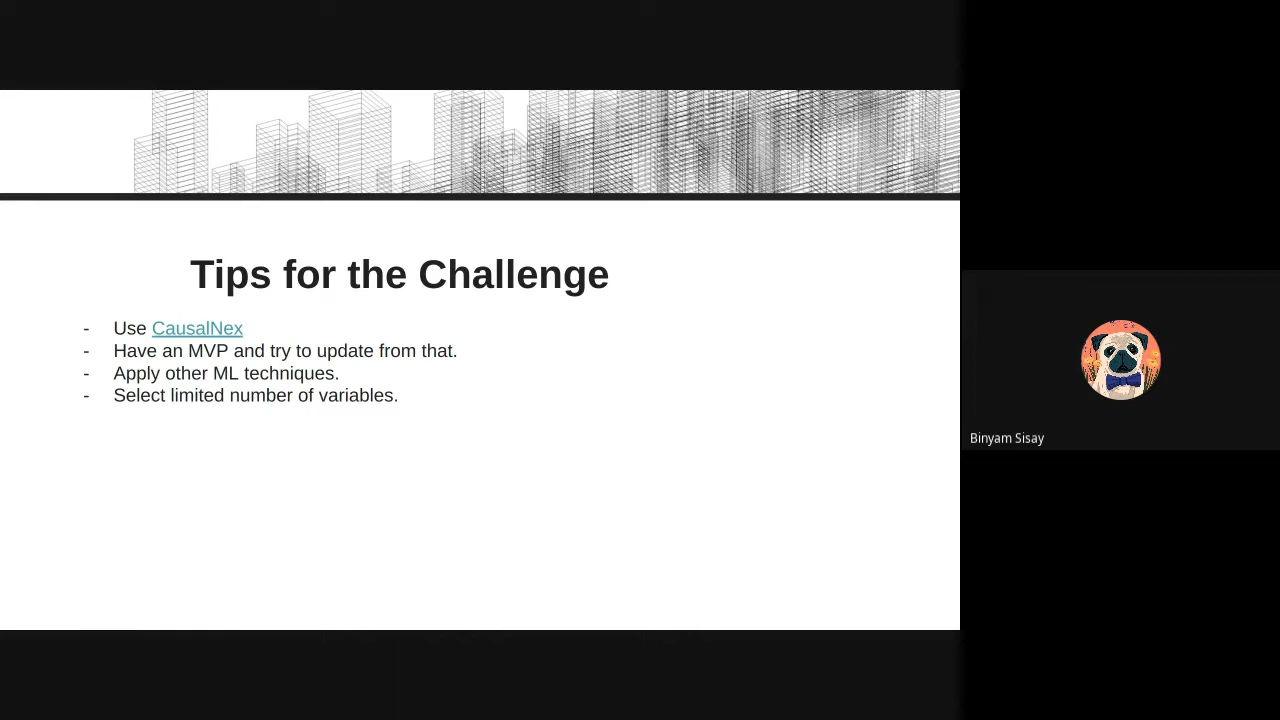 Tips for the Challenge
- Use CausalNex
- Have an MVP and try to update from that.
- Apply other ML techniques.
- Select limited number of variables.
Binyam Sisay